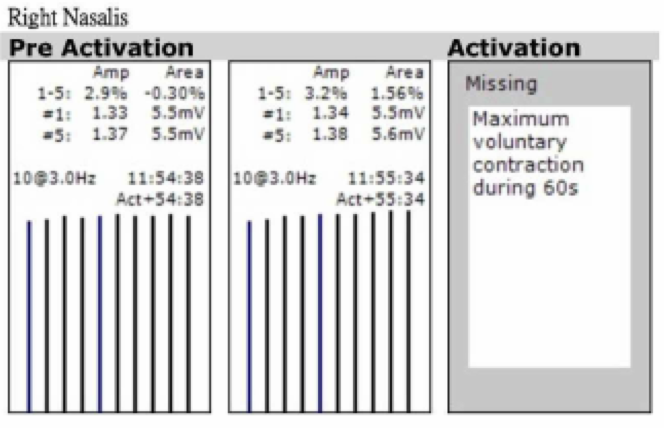 Right Nasalis
Pre Activation
Activation
Amp Area
1-5: 2.9% -0.30%
#1: 1.33 5.5mV
#5: 1.37 5.5mV
10@3.0Hz 11:54:38
Act+54:38
Amp Area
1-5: 3.2% 1.56%
#1: 1.34 5.5mV
#5: 1.38 5.6mV
10@3.0Hz 11:55:34
Act+55:34
Missing
Maximum
voluntary
contraction
during 60s